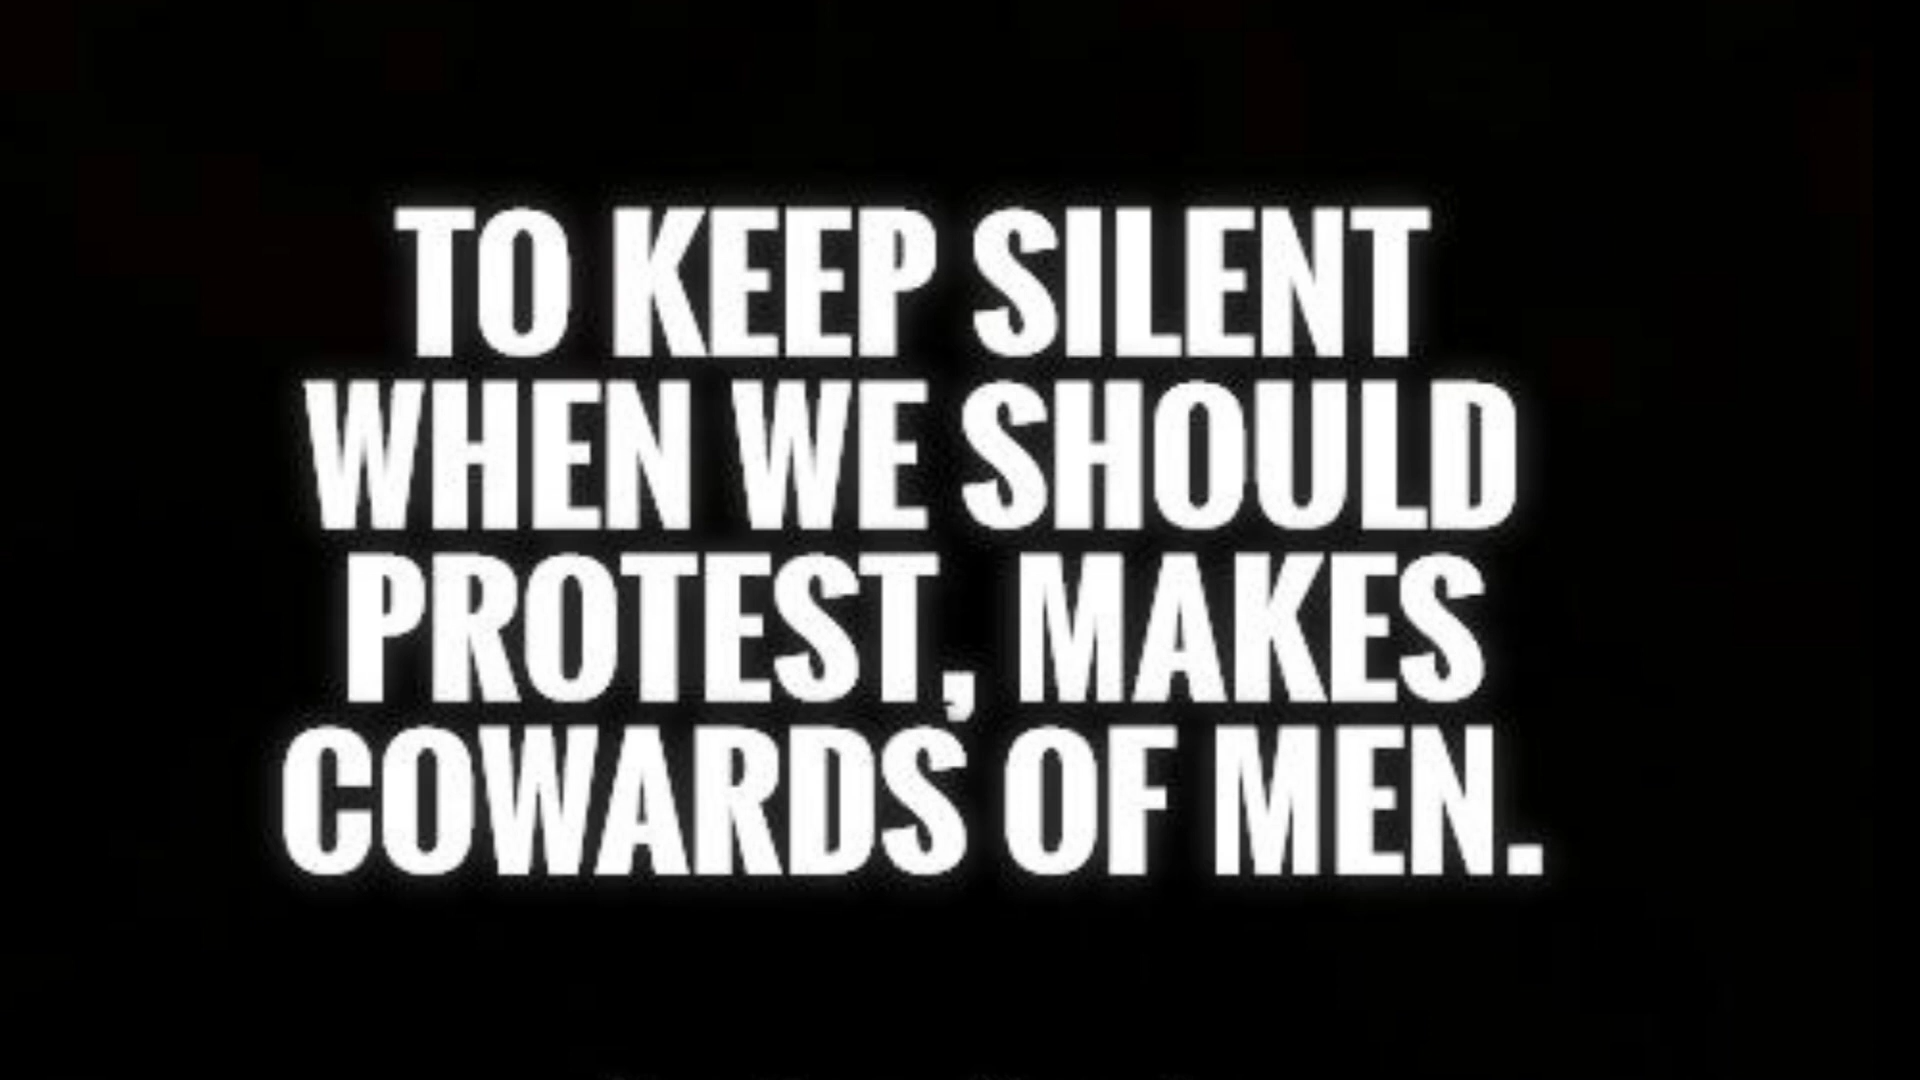 TO KEEP SILENT
WHEN WE SHOULD
PROTEST, MAKES
COWARDS OF MEN.